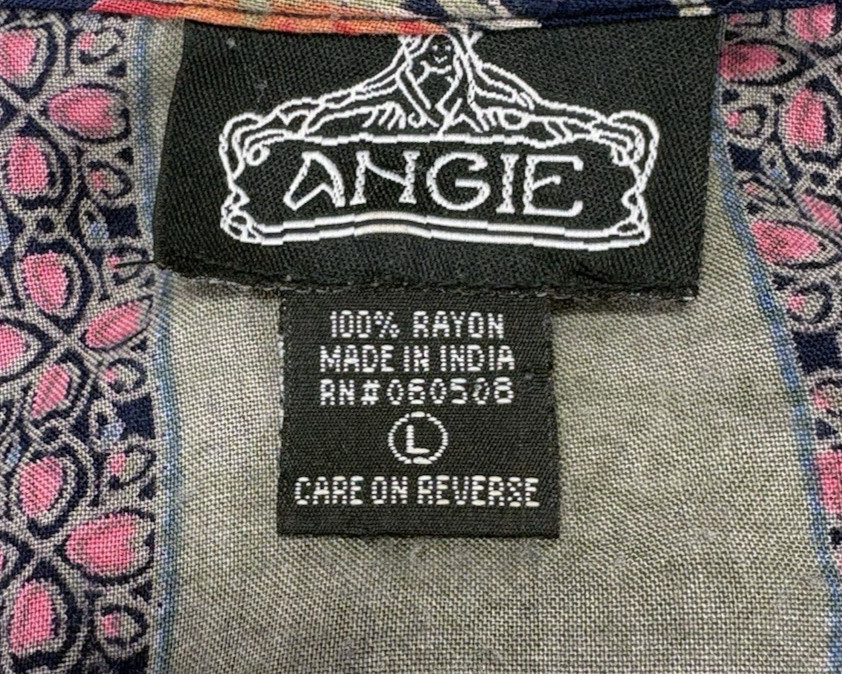 ANGIE
100% RAYON
MADE IN INDIA
RN#060508
L
CARE ON REVERSE